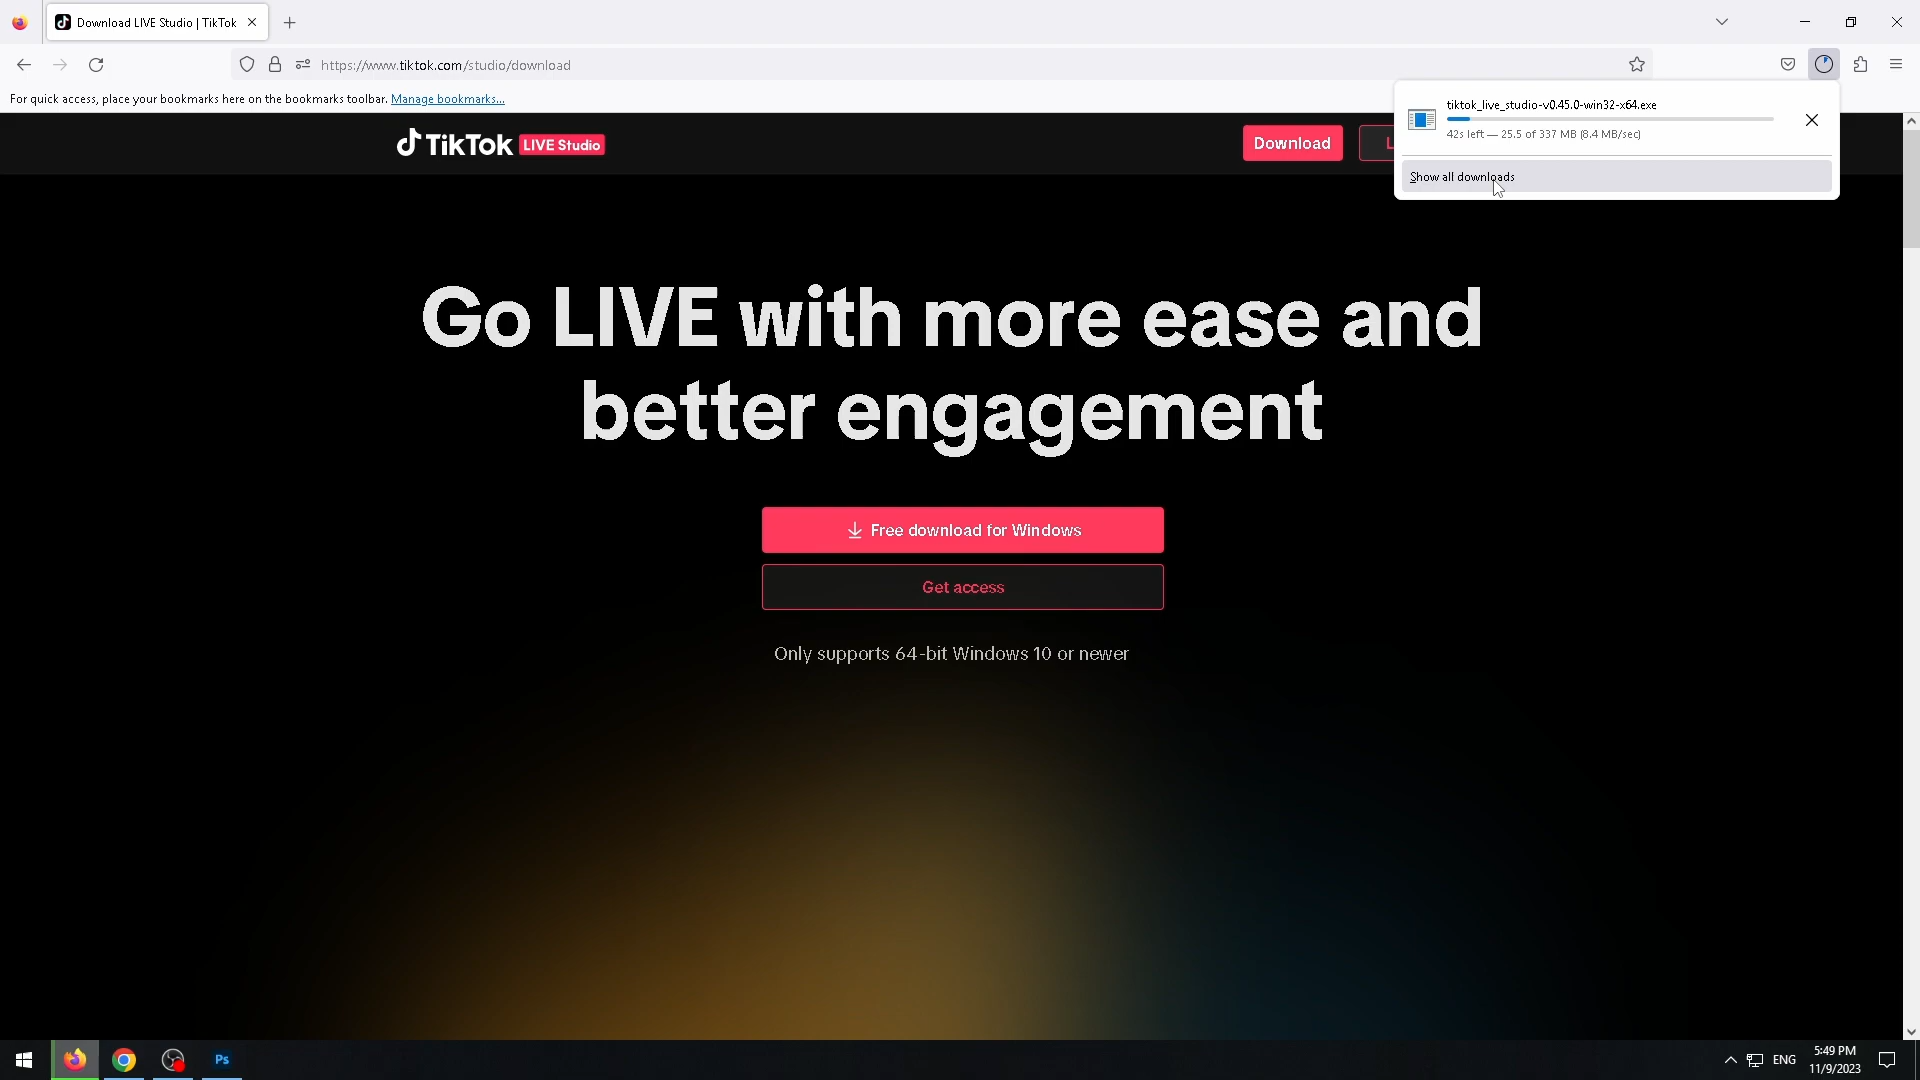 Download LIVE Studio | TikTok
https://www.tiktok.com/studio/download
For quick access, place your bookmarks here on the bookmarks toolbar. Manage bookmarks...
tiktok_live_studio-v0.45.0-win32-x64.exe
42s left — 25.5 of 337 MB (8.4 MB/sec)
Show all downloads
TikTok LIVE Studio
Download
L
Go LIVE with more ease and
better engagement
Free download for Windows
Get access
Only supports 64-bit Windows 10 or newer
Ps
ENG
5:49 PM
11/9/2023